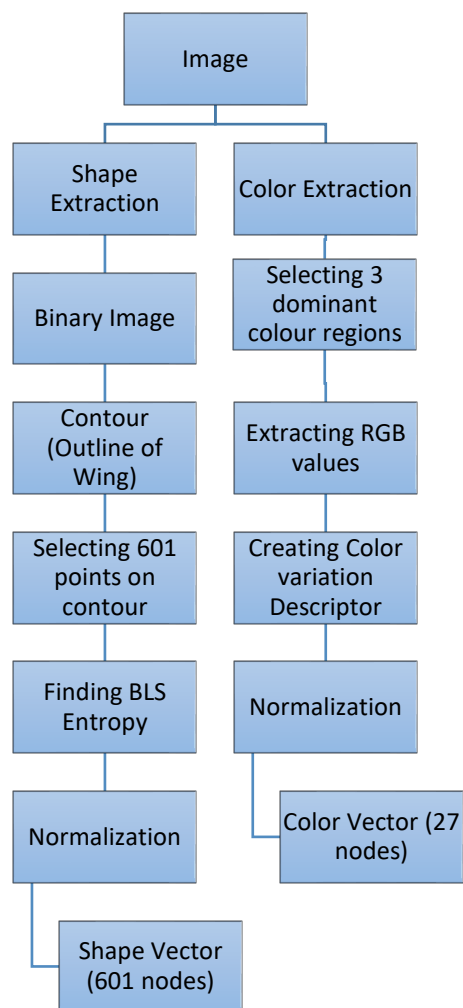 Image
Shape
Extraction
Binary Image
Contour
(Outline of
Wing)
Selecting 601
points on
contour
Finding BLS
Entropy
Normalization
Shape Vector
(601 nodes)
Color Extraction
Selecting 3
dominant
colour regions
Extracting RGB
values
Creating Color
variation
Descriptor
Normalization
Color Vector (27
nodes)